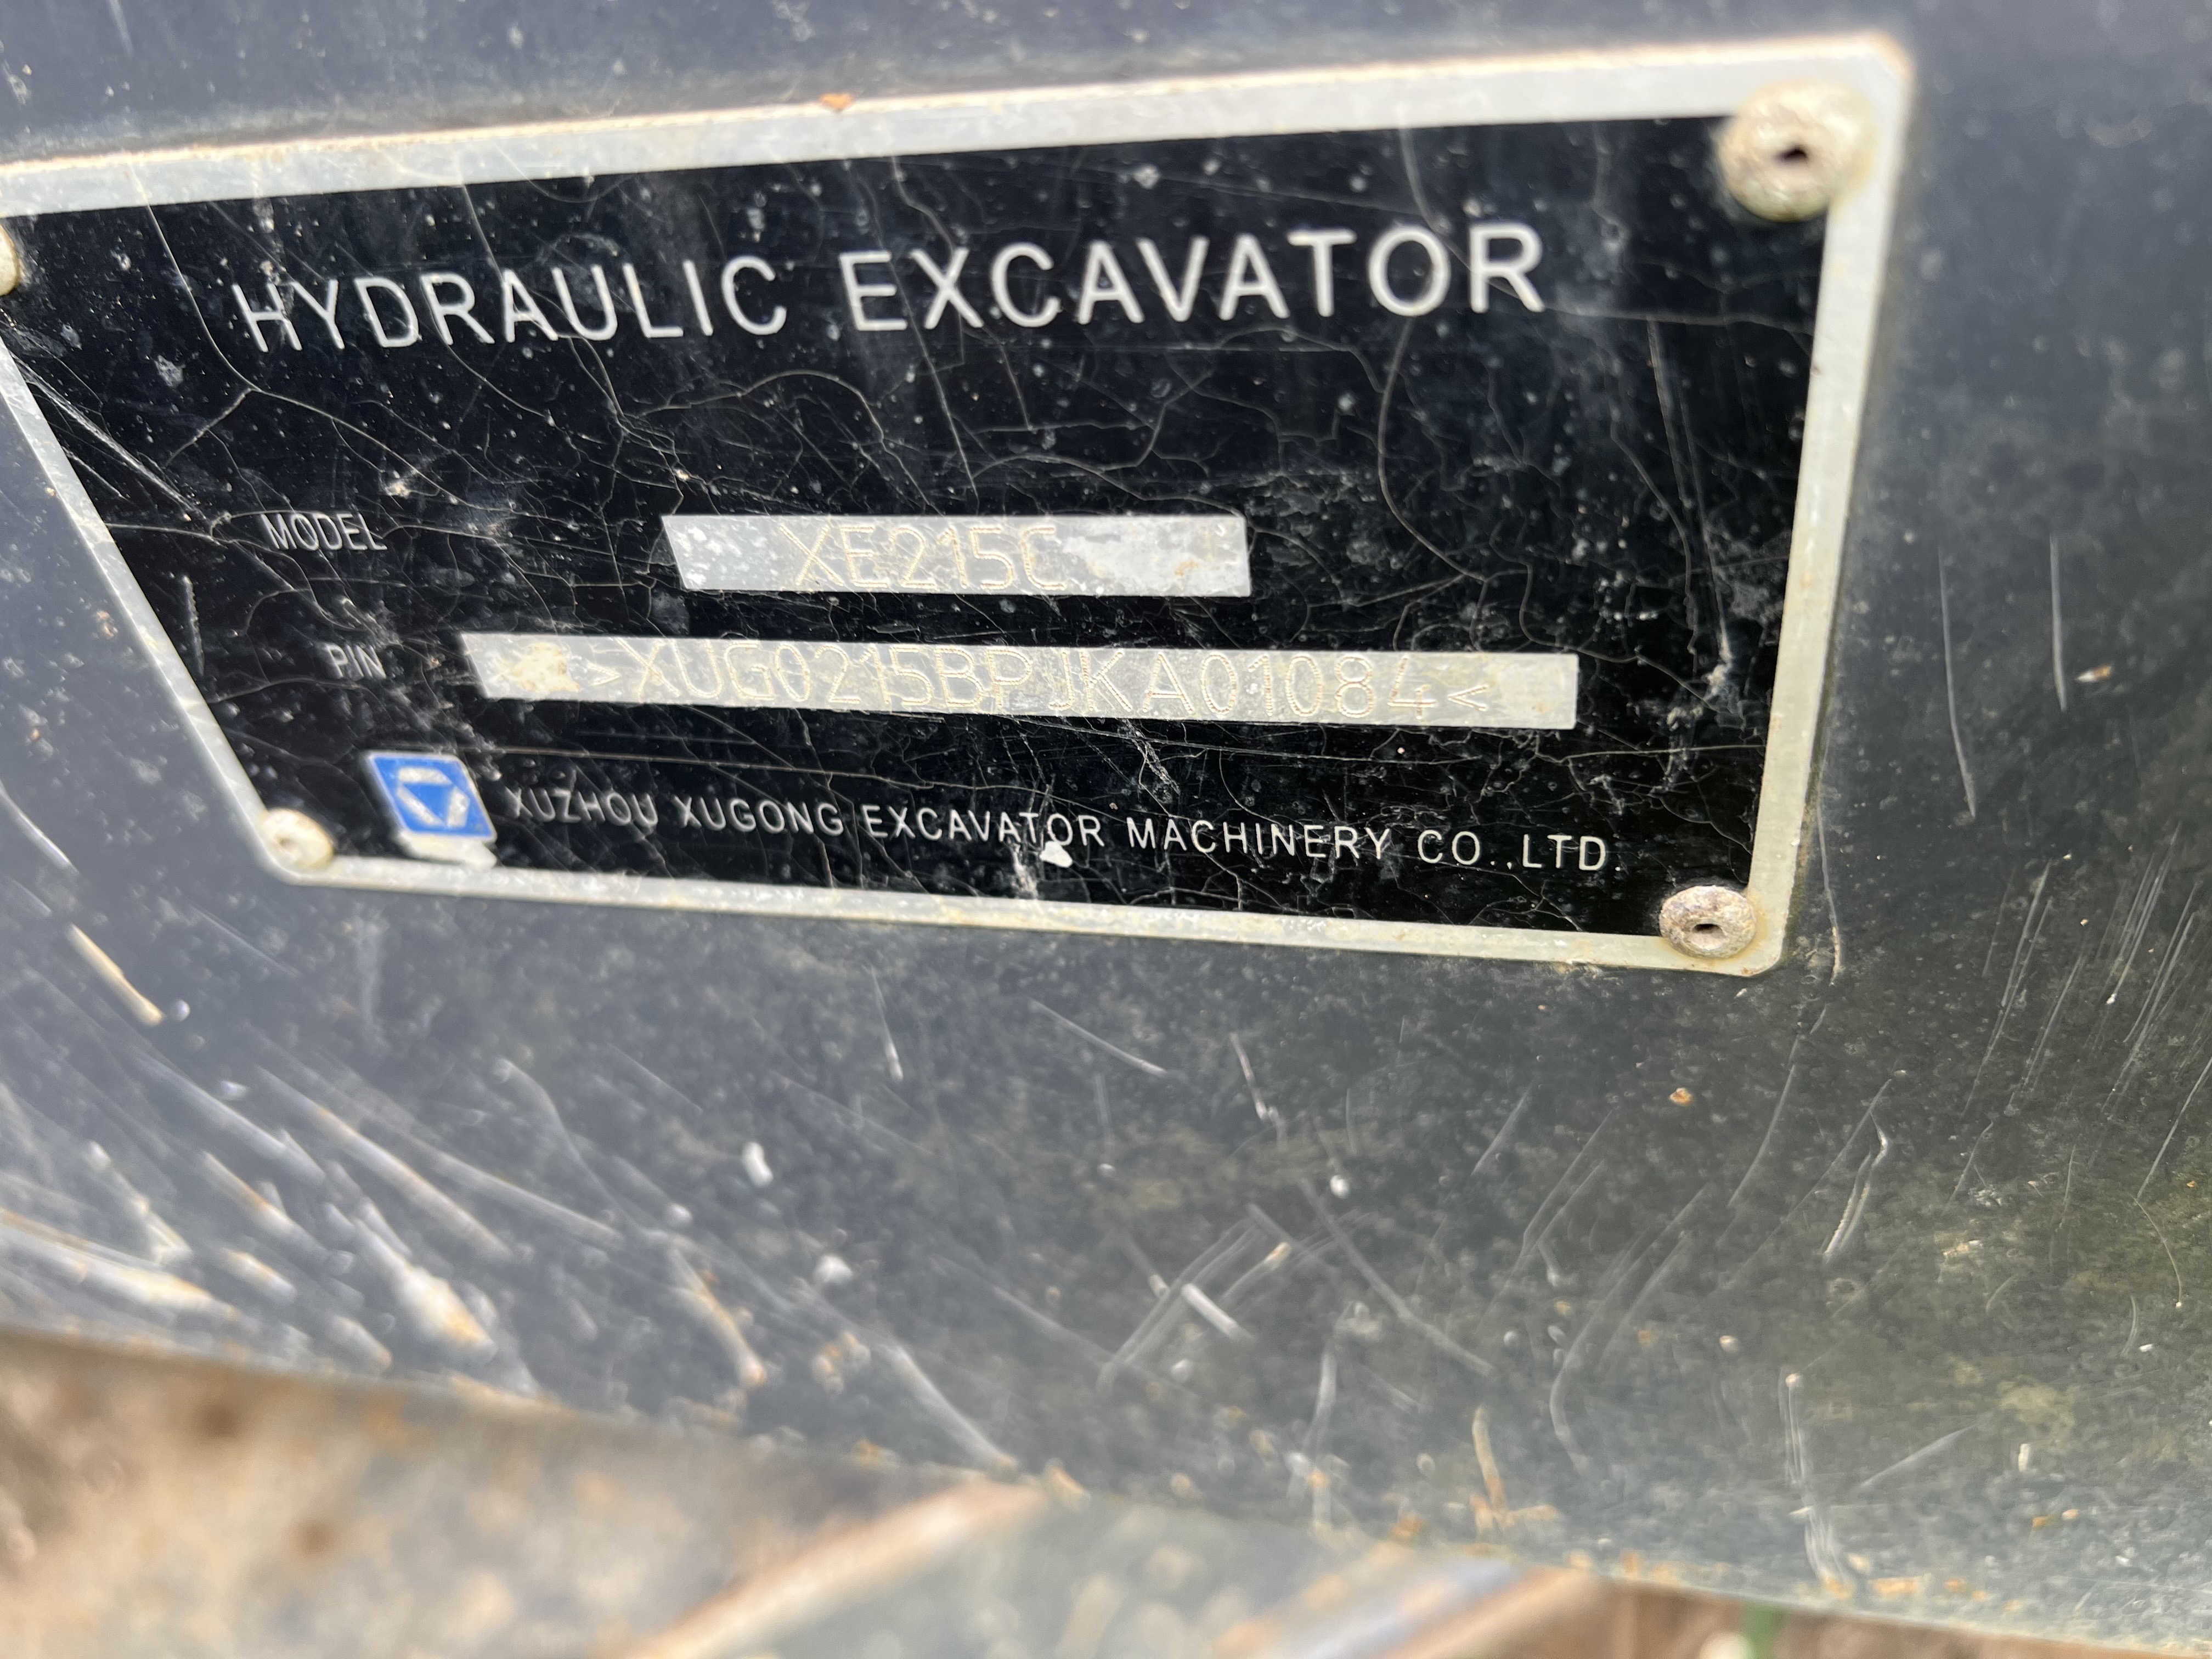 HYDRAULIC EXCAVATOR
MODEL XE215C
PIN >XUG0215BPJKA01084<
XUZHOU XUGONG EXCAVATOR MACHINERY CO.,LTD.